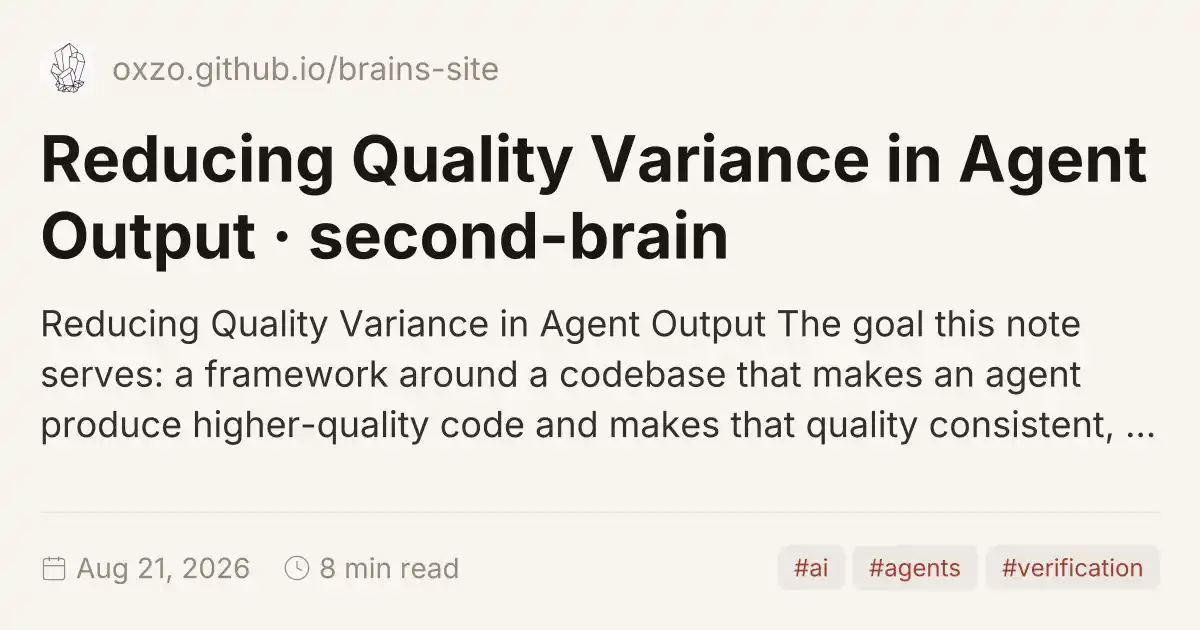 oxzo.github.io/brains-site
Reducing Quality Variance in Agent
Output · second-brain
Reducing Quality Variance in Agent Output The goal this note
serves: a framework around a codebase that makes an agent
produce higher-quality code and makes that quality consistent, ...
Aug 21, 2026 8 min read #ai #agents #verification